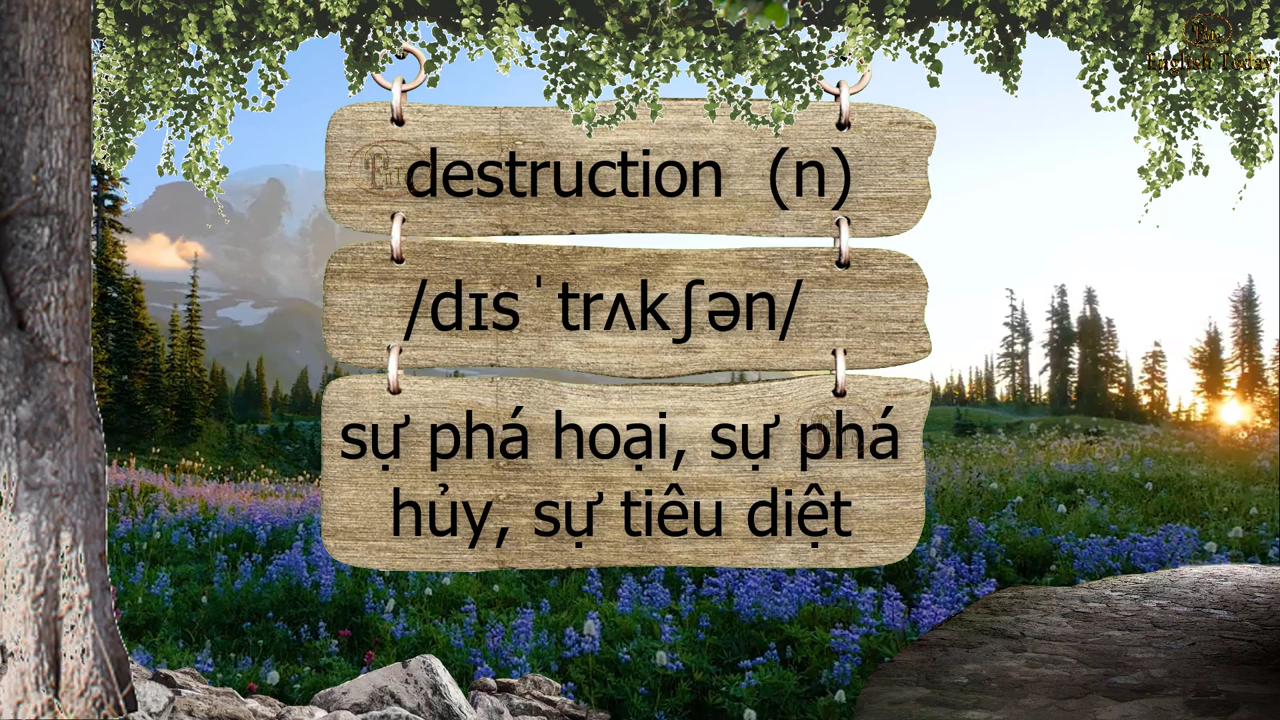 English Today
destruction (n)
/dɪsˈtrʌkʃən/
sự phá hoại, sự phá
hủy, sự tiêu diệt